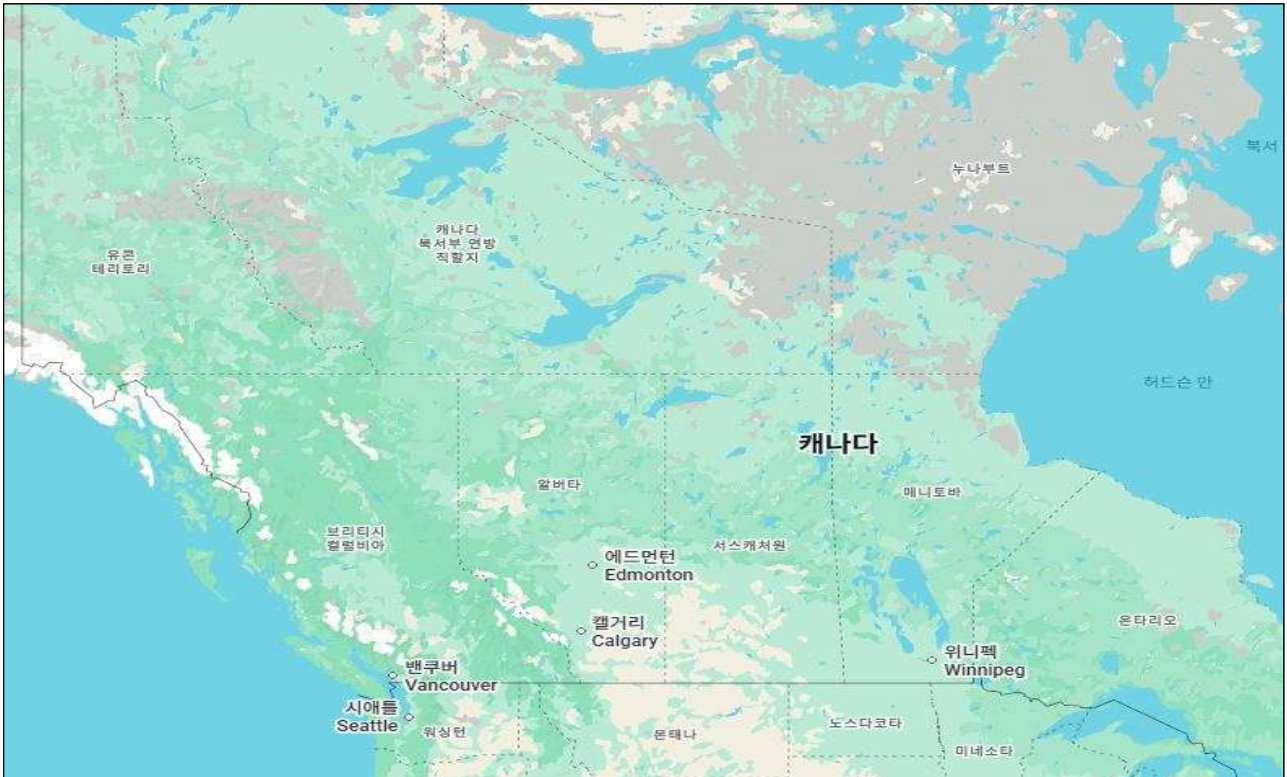 북서
누나부트
캐나다
북서부 연방
직할지
유콘
테리토리
허드슨 만
캐나다
알버타
매니토바
브리티시
컬럼비아
서스캐처원
에드먼턴
Edmonton
캘거리
Calgary
온타리오
위니펙
Winnipeg
밴쿠버
Vancouver
시애틀
Seattle
워싱턴
몬태나
노스다코타
미네소타